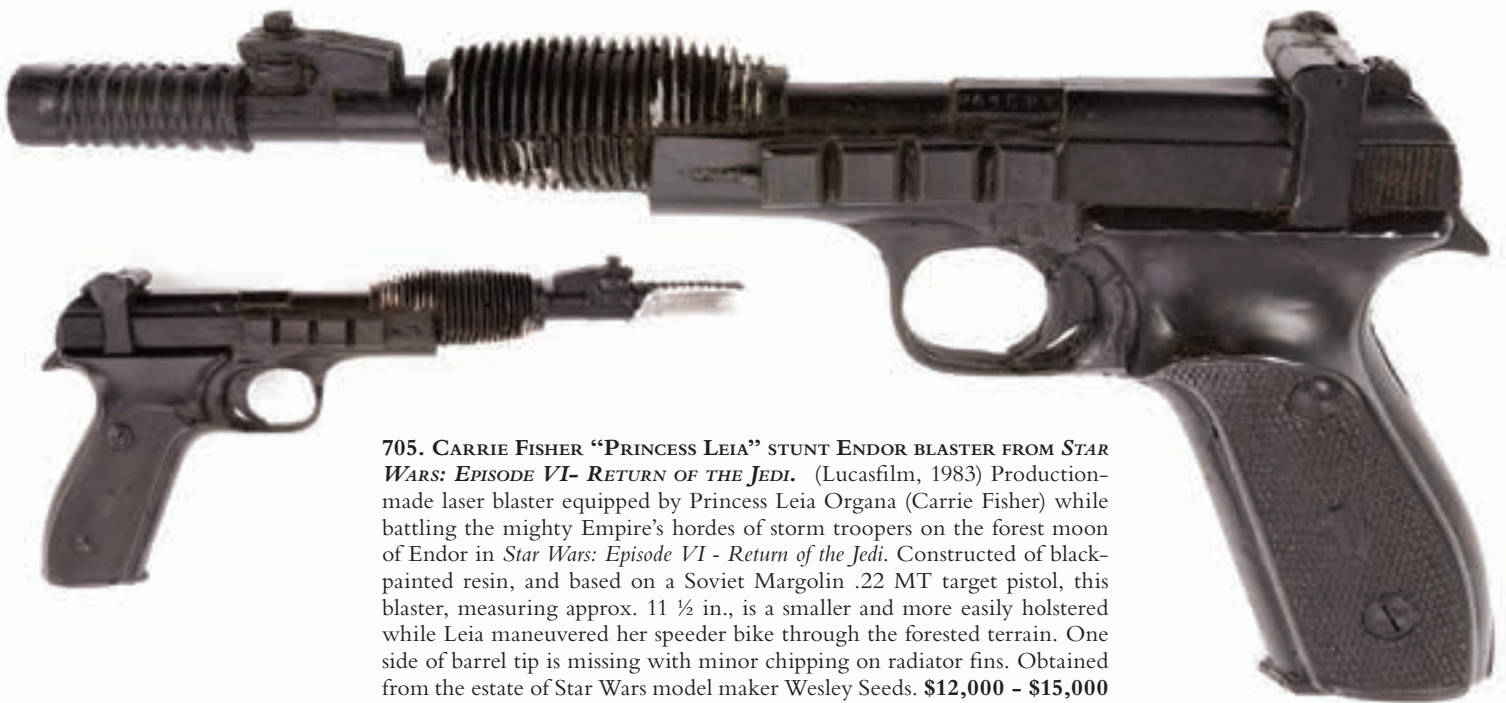 705. CARRIE FISHER “PRINCESS LEIA” STUNT ENDOR BLASTER FROM STAR
WARS: EPISODE VI- RETURN OF THE JEDI. (Lucasfilm, 1983) Production-
made laser blaster equipped by Princess Leia Organa (Carrie Fisher) while
battling the mighty Empire’s hordes of storm troopers on the forest moon
of Endor in Star Wars: Episode VI - Return of the Jedi. Constructed of black-
painted resin, and based on a Soviet Margolin .22 MT target pistol, this
blaster, measuring approx. 11 ½ in., is a smaller and more easily holstered
while Leia maneuvered her speeder bike through the forested terrain. One
side of barrel tip is missing with minor chipping on radiator fins. Obtained
from the estate of Star Wars model maker Wesley Seeds. $12,000 – $15,000